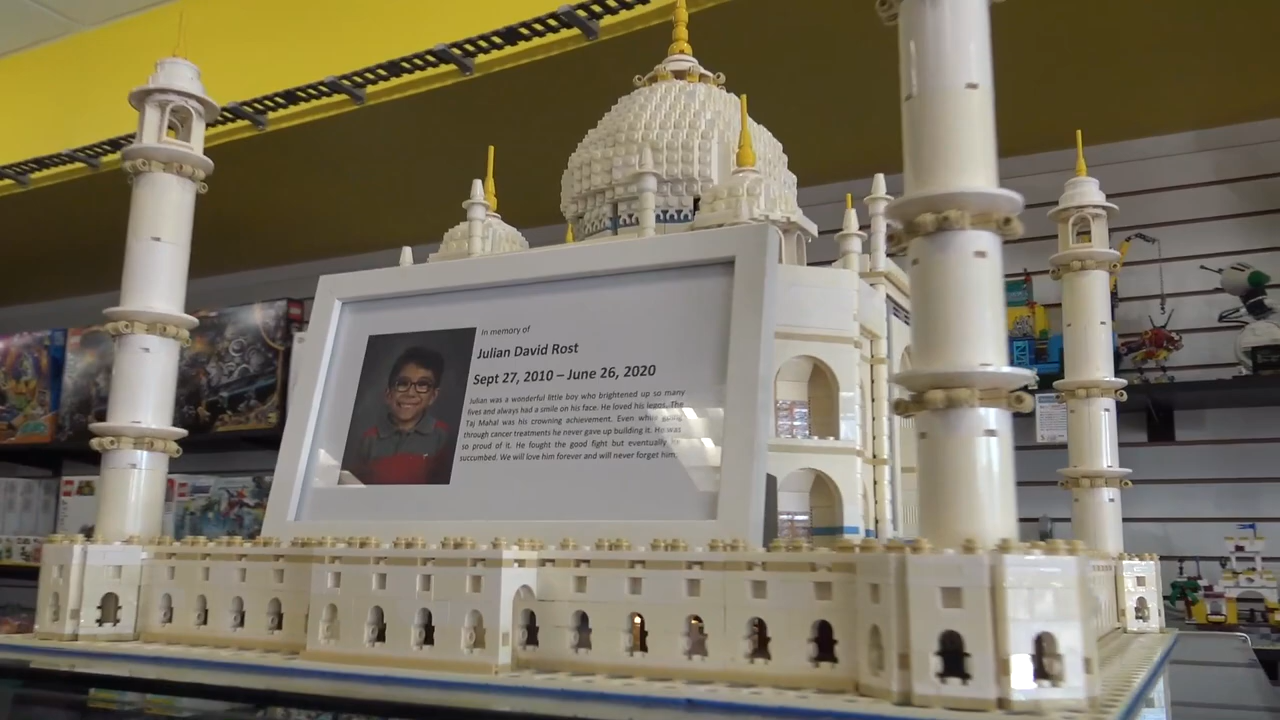 In memory of
Julian David Rost
Sept 27, 2010 – June 26, 2020
Julian was a wonderful little boy who brightened up so many
lives and always had a smile on his face. He loved his legos. The
Taj Mahal was his crowning achievement. Even while going
through cancer treatments he never gave up building it. He was
so proud of it. He fought the good fight but eventually he
succumbed. We will love him forever and will never forget him.